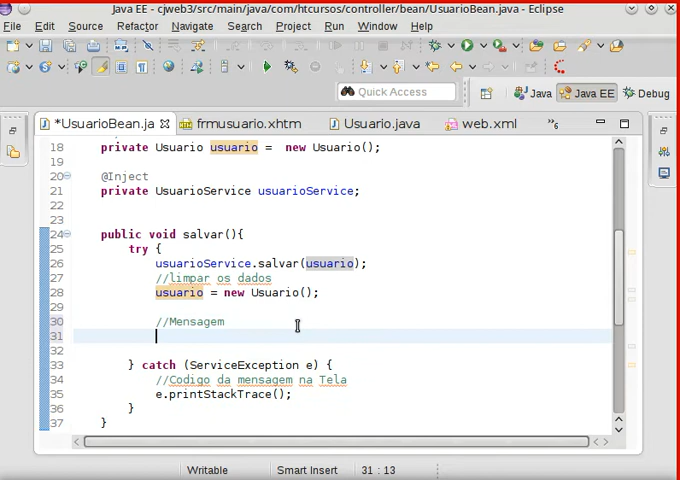 Java EE - cjweb3/src/main/java/com/htcursos/controller/bean/UsuarioBean.java - Eclipse
File Edit Refactor Navigate Search Project Run Window Help
Quick Access Java Java EE Debug
*UsuarioBean.ja frmusuario.xhtm Usuario.java web.xml »6
18 private Usuario usuario = new Usuario();
19
20 @Inject
21 private UsuarioService usuarioService;
22
23
24 public void salvar(){
25 try {
26 usuarioService.salvar(usuario);
27 //limpar os dados
28 usuario = new Usuario();
29
30 //Mensagem
31
32
33 } catch (ServiceException e) {
34 //Codigo da mensagem na Tela
35 e.printStackTrace();
36 }
37 }
Writable Smart Insert 31 : 13